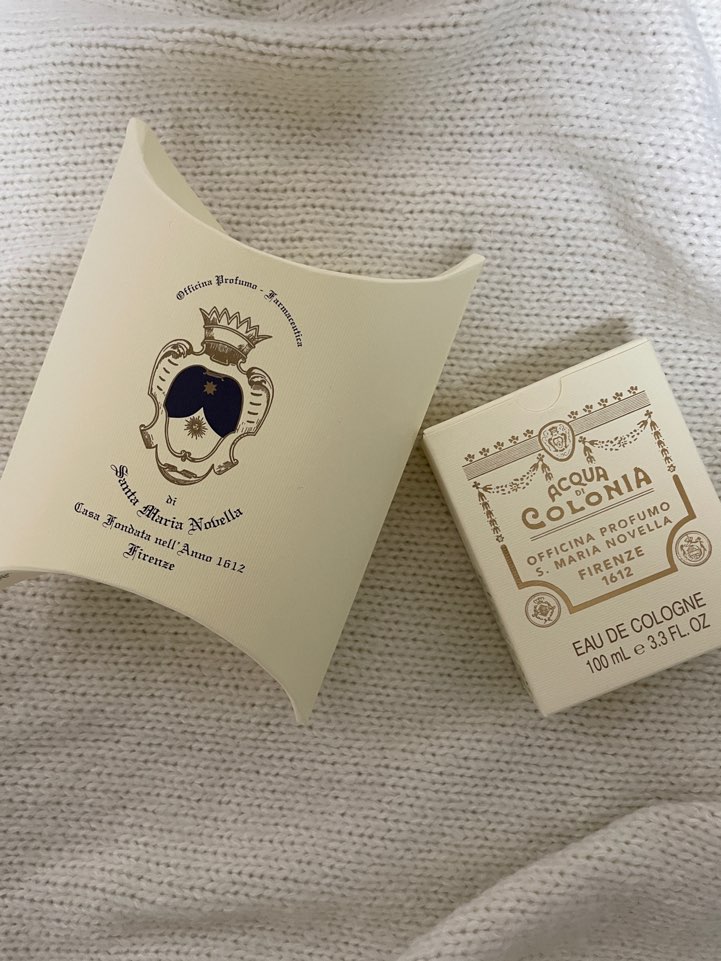 Officina Profumo - Farmaceutica
di
Santa Maria Novella
Casa Fondata nell'Anno 1612
Firenze
ACQUA
DI
COLONIA
OFFICINA PROFUMO
S. MARIA NOVELLA
FIRENZE
1612
EAU DE COLOGNE
100 mL e 3.3 FL. OZ